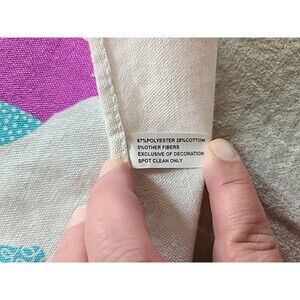 67%POLYESTER 28%COTTON
5%OTHER FIBERS
EXCLUSIVE OF DECORATION
SPOT CLEAN ONLY